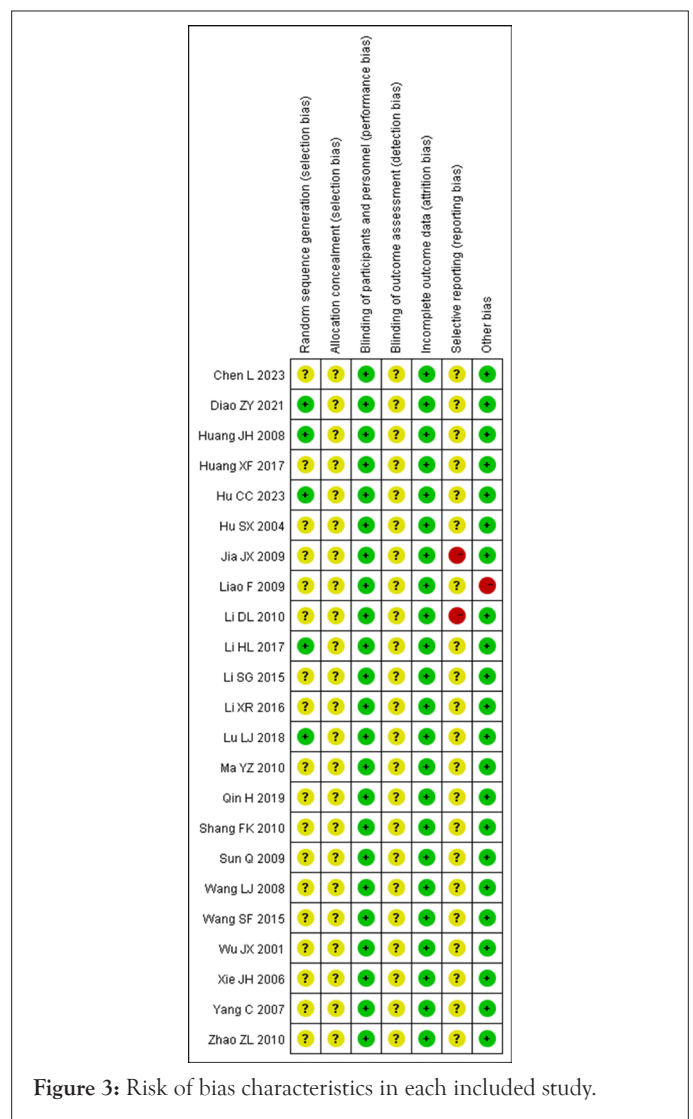 Random sequence generation (selection bias)
Allocation concealment (selection bias)
Blinding of participants and personnel (performance bias)
Blinding of outcome assessment (detection bias)
Incomplete outcome data (attrition bias)
Selective reporting (reporting bias)
Other bias
Chen L 2023 ? ? + ? + ? +
Diao ZY 2021 + ? + ? + ? +
Huang JH 2008 + ? + ? + ? +
Huang XF 2017 ? ? + ? + ? +
Hu CC 2023 + ? + ? + ? +
Hu SX 2004 ? ? + ? + ? +
Jia JX 2009 ? ? + ? + - +
Liao F 2009 ? ? + ? + ? -
Li DL 2010 ? ? + ? + - +
Li HL 2017 + ? + ? + ? +
Li SG 2015 ? ? + ? + ? +
Li XR 2016 ? ? + ? + ? +
Lu LJ 2018 + ? + ? + ? +
Ma YZ 2010 ? ? + ? + ? +
Qin H 2019 ? ? + ? + ? +
Shang FK 2010 ? ? + ? + ? +
Sun Q 2009 ? ? + ? + ? +
Wang LJ 2008 ? ? + ? + ? +
Wang SF 2015 ? ? + ? + ? +
Wu JX 2001 ? ? + ? + ? +
Xie JH 2006 ? ? + ? + ? +
Yang C 2007 ? ? + ? + ? +
Zhao ZL 2010 ? ? + ? + ? +
Figure 3: Risk of bias characteristics in each included study.